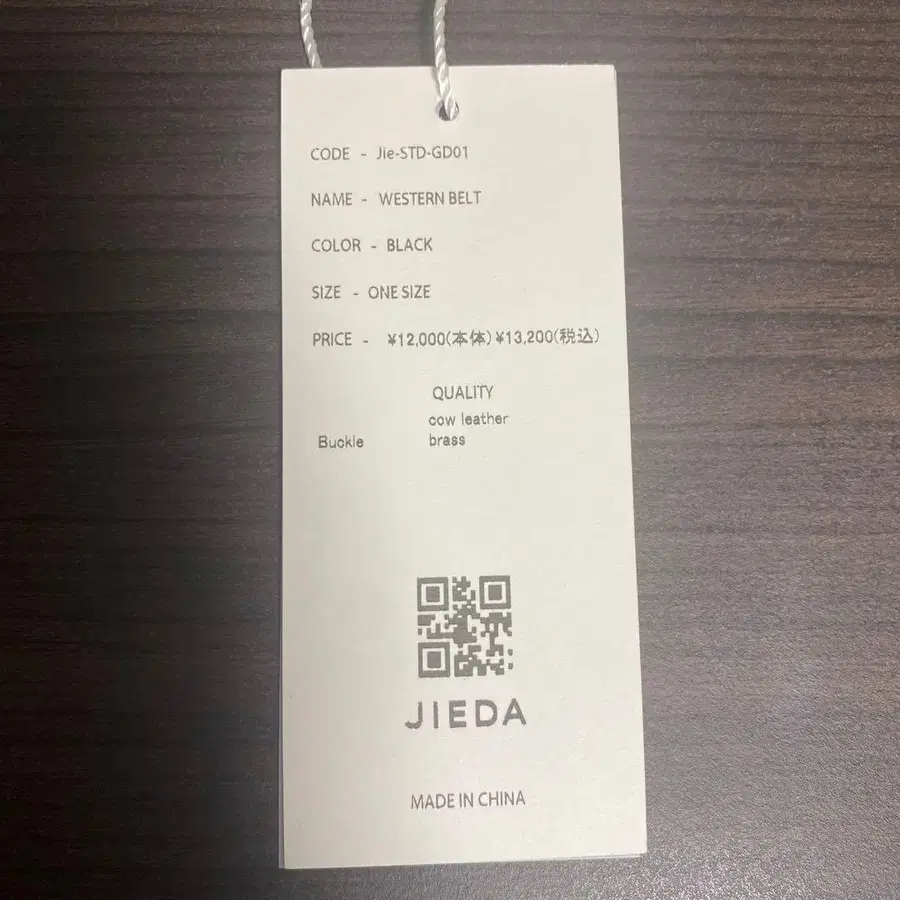 CODE - Jie-STD-GD01
NAME - WESTERN BELT
COLOR - BLACK
SIZE - ONE SIZE
PRICE - ¥12,000(本体)¥13,200(税込)
QUALITY
cow leather
Buckle brass
JIEDA
MADE IN CHINA